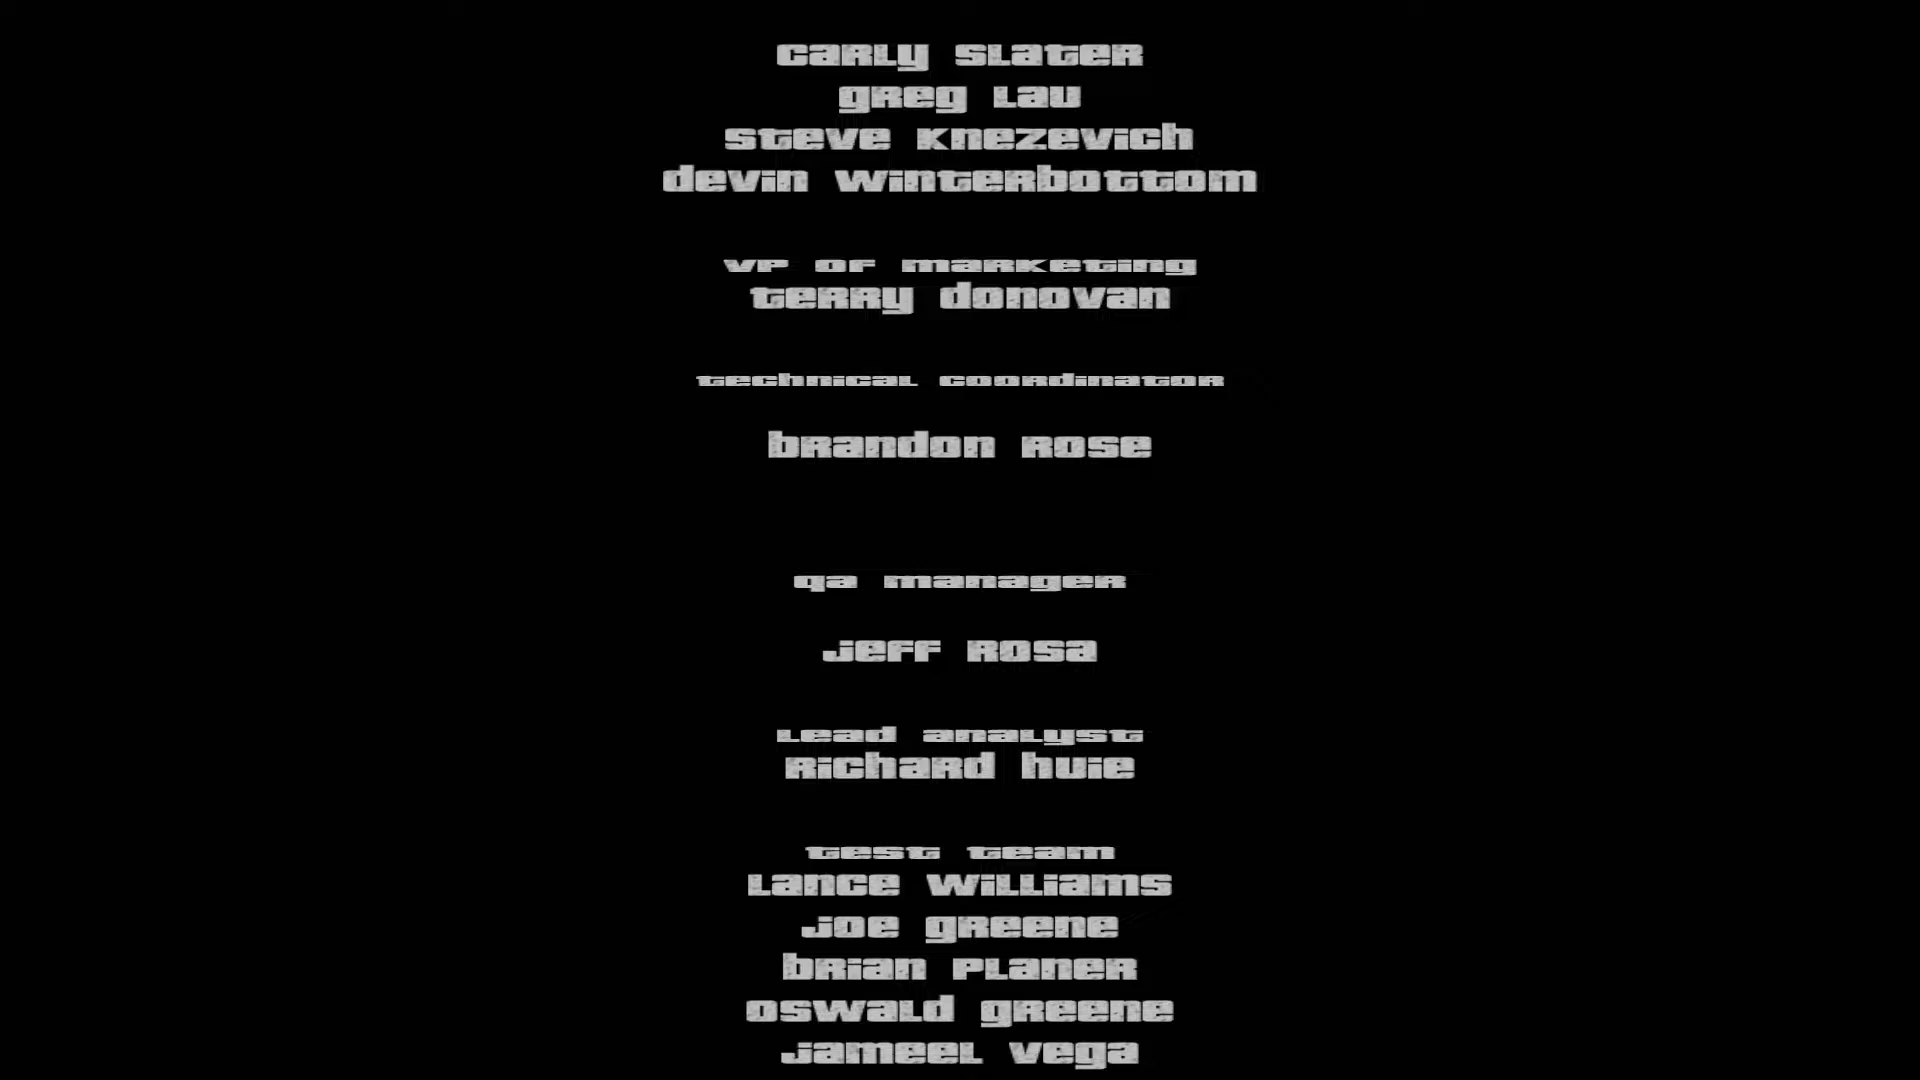 Carly Slater
Greg Lau
Steve Knezevich
Devin Winterbottom
VP of Marketing
Terry Donovan
Technical Coordinator
Brandon Rose
QA Manager
Jeff Rosa
Lead Analyst
Richard Huie
Test Team
Lance Williams
Joe Greene
Brian Planer
Oswald Greene
Jameel Vega